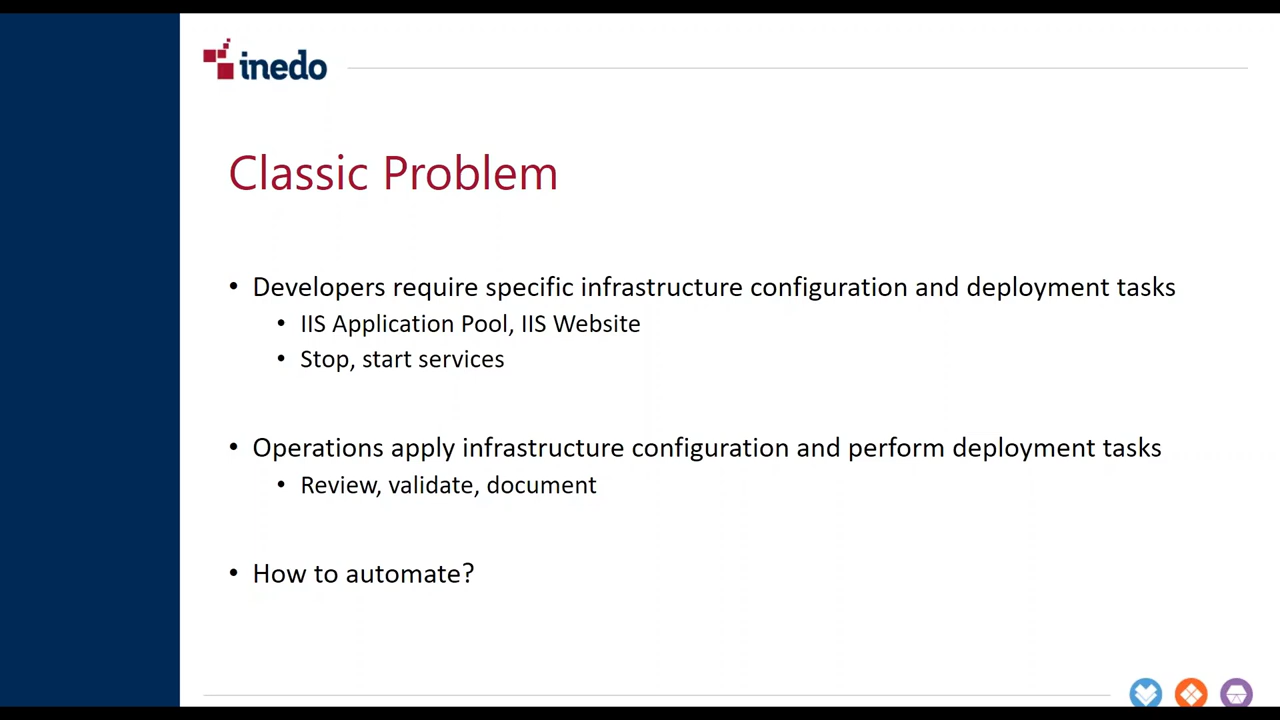 inedo
Classic Problem
• Developers require specific infrastructure configuration and deployment tasks
• IIS Application Pool, IIS Website
• Stop, start services
• Operations apply infrastructure configuration and perform deployment tasks
• Review, validate, document
• How to automate?